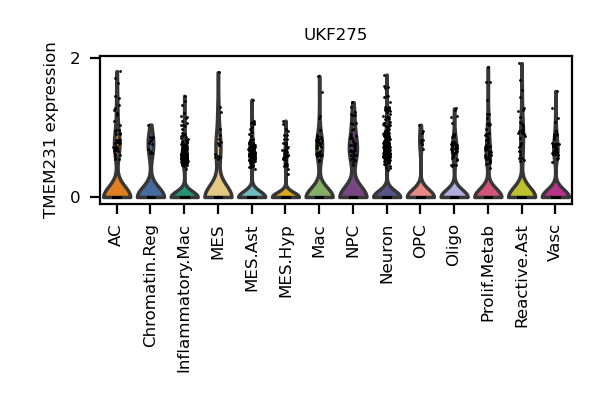 UKF275
TMEM231 expression
2
0
AC
Chromatin.Reg
Inflammatory.Mac
MES
MES.Ast
MES.Hyp
Mac
NPC
Neuron
OPC
Oligo
Prolif.Metab
Reactive.Ast
Vasc